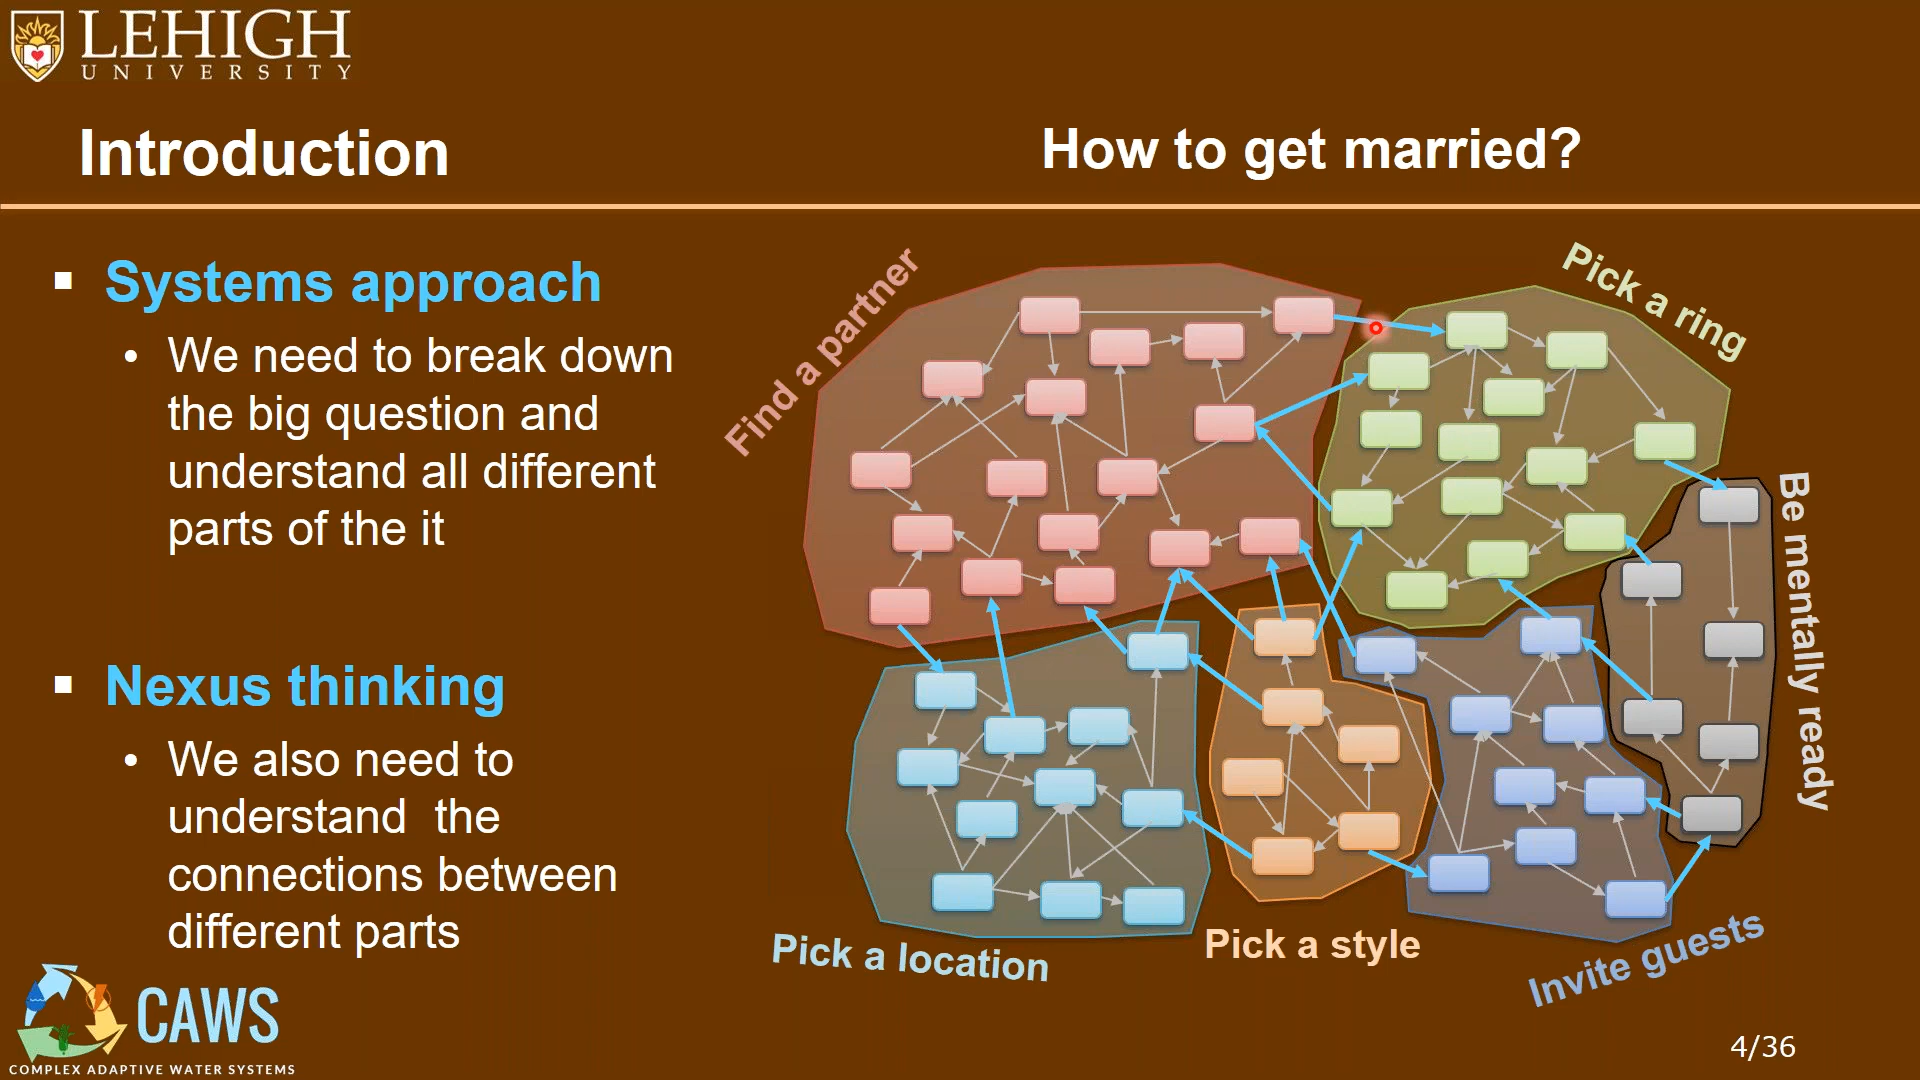 LEHIGH
UNIVERSITY
Introduction
How to get married?
Systems approach
We need to break down
the big question and
understand all different
parts of the it
Nexus thinking
We also need to
understand  the
connections between
different parts
Find a partner
Pick a ring
Be mentally ready
Pick a location
Pick a style
Invite guests
CAWS
COMPLEX ADAPTIVE WATER SYSTEMS
4/36